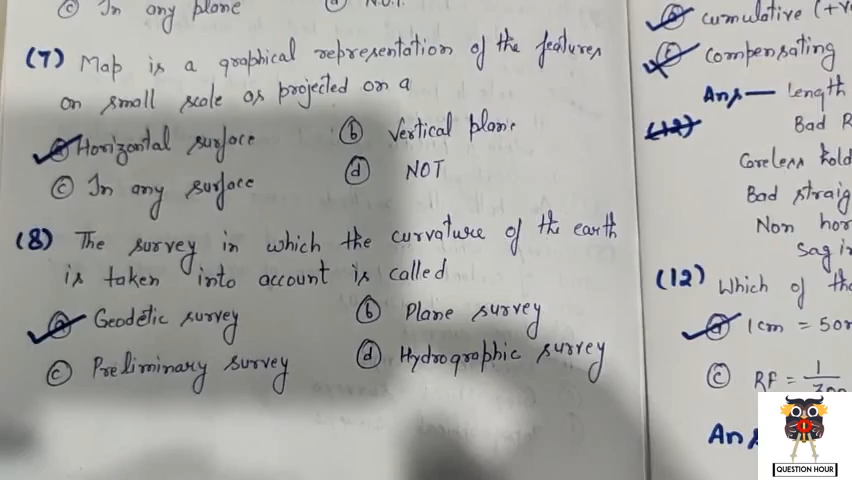 ⓒ In any plane ⓓ N.O.T.
(7) Map is a graphical representation of the features
on small scale as projected on a
ⓐ Horizontal surface ⓑ Vertical plane
ⓒ In any surface ⓓ NOT
(8) The survey in which the curvature of the earth
is taken into account is called
ⓐ Geodetic survey ⓑ Plane survey
ⓒ Preliminary survey ⓓ Hydrographic survey
cumulative (+v
compensating
Ans — Length
Bad R
Careless hold
Bad straig
Non hor
Sag in
(12) Which of the
ⓐ 1cm = 50m
ⓒ RF = 1
Ans
QUESTION HOUR